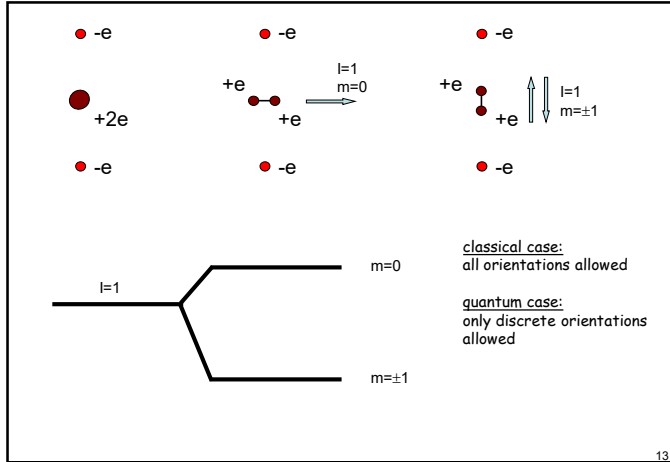 -e
-e
-e
+2e
+e
+e
I=1
m=0
+e
+e
I=1
m=±1
-e
-e
-e
I=1
m=0
m=±1
classical case:
all orientations allowed
quantum case:
only discrete orientations
allowed
13